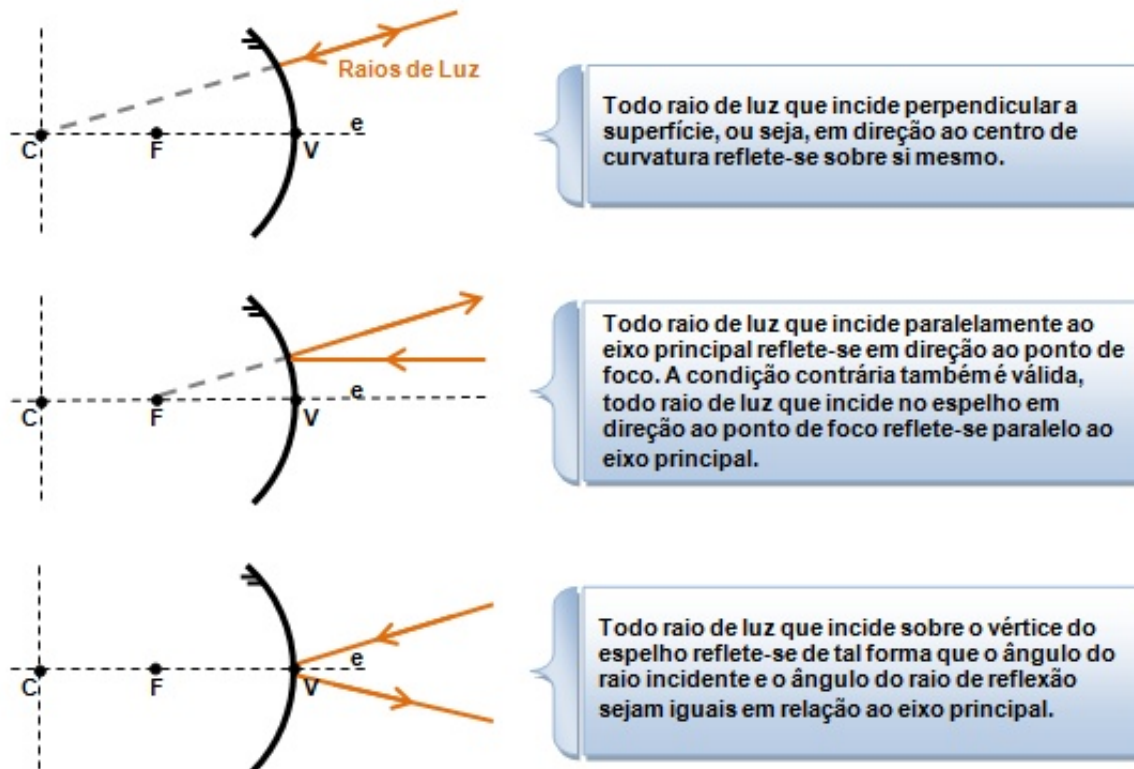 Raios de Luz
C
F
V
e
Todo raio de luz que incide perpendicular a
superfície, ou seja, em direção ao centro de
curvatura reflete-se sobre si mesmo.
C
F
V
e
Todo raio de luz que incide paralelamente ao
eixo principal reflete-se em direção ao ponto de
foco. A condição contrária também é válida,
todo raio de luz que incide no espelho em
direção ao ponto de foco reflete-se paralelo ao
eixo principal.
C
F
V
e
Todo raio de luz que incide sobre o vértice do
espelho reflete-se de tal forma que o ângulo do
raio incidente e o ângulo do raio de reflexão
sejam iguais em relação ao eixo principal.